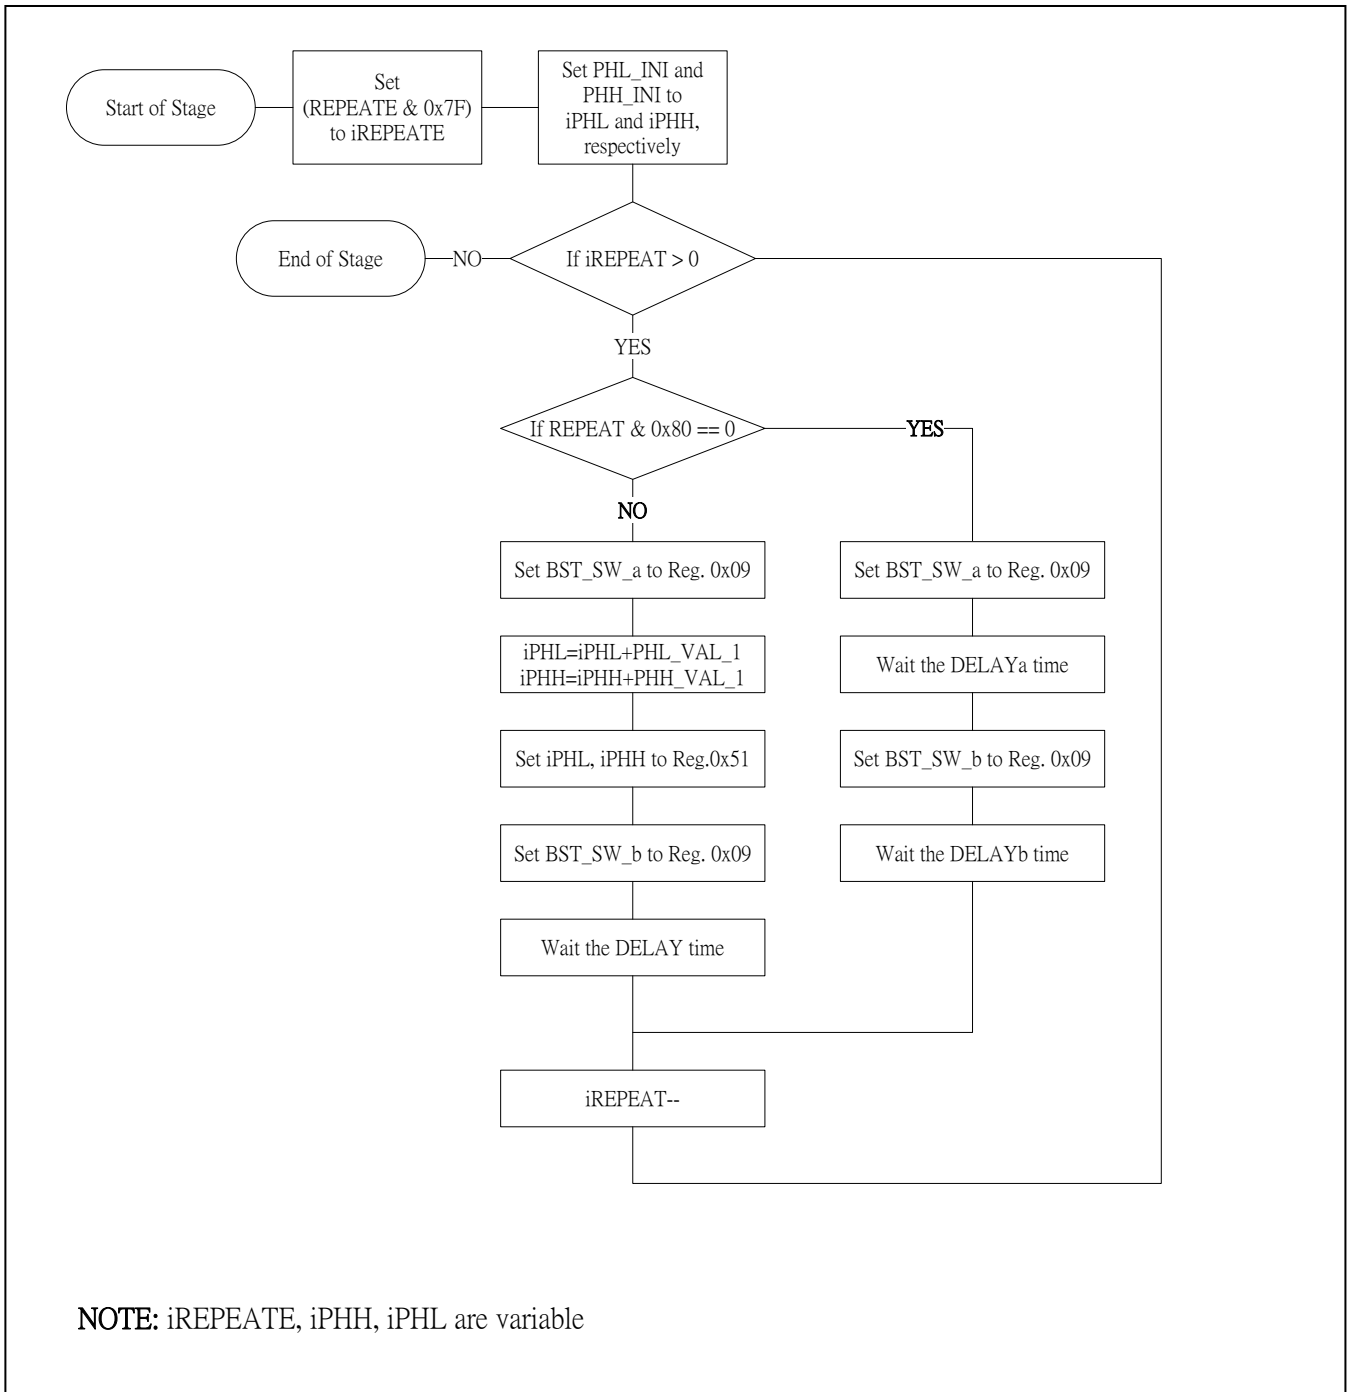 Start of Stage
Set
(REPEATE & 0x7F)
to iREPEATE
Set PHL_INI and
PHH_INI to
iPHL and iPHH,
respectively
End of Stage
NO
If iREPEAT > 0
YES
If REPEAT & 0x80 == 0
YES
NO
Set BST_SW_a to Reg. 0x09
iPHL=iPHL+PHL_VAL_1
iPHH=iPHH+PHH_VAL_1
Set iPHL, iPHH to Reg.0x51
Set BST_SW_b to Reg. 0x09
Wait the DELAY time
Set BST_SW_a to Reg. 0x09
Wait the DELAYa time
Set BST_SW_b to Reg. 0x09
Wait the DELAYb time
iREPEAT--
NOTE: iREPEATE, iPHH, iPHL are variable